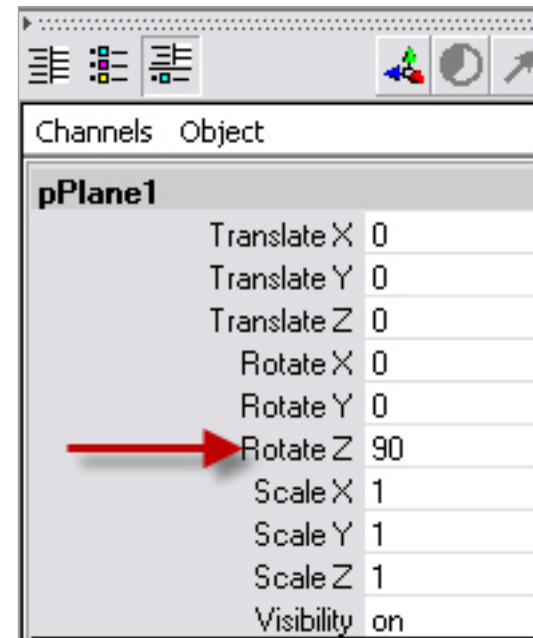 Channels Object
pPlane1
Translate X 0
Translate Y 0
Translate Z 0
Rotate X 0
Rotate Y 0
Rotate Z 90
Scale X 1
Scale Y 1
Scale Z 1
Visibility on